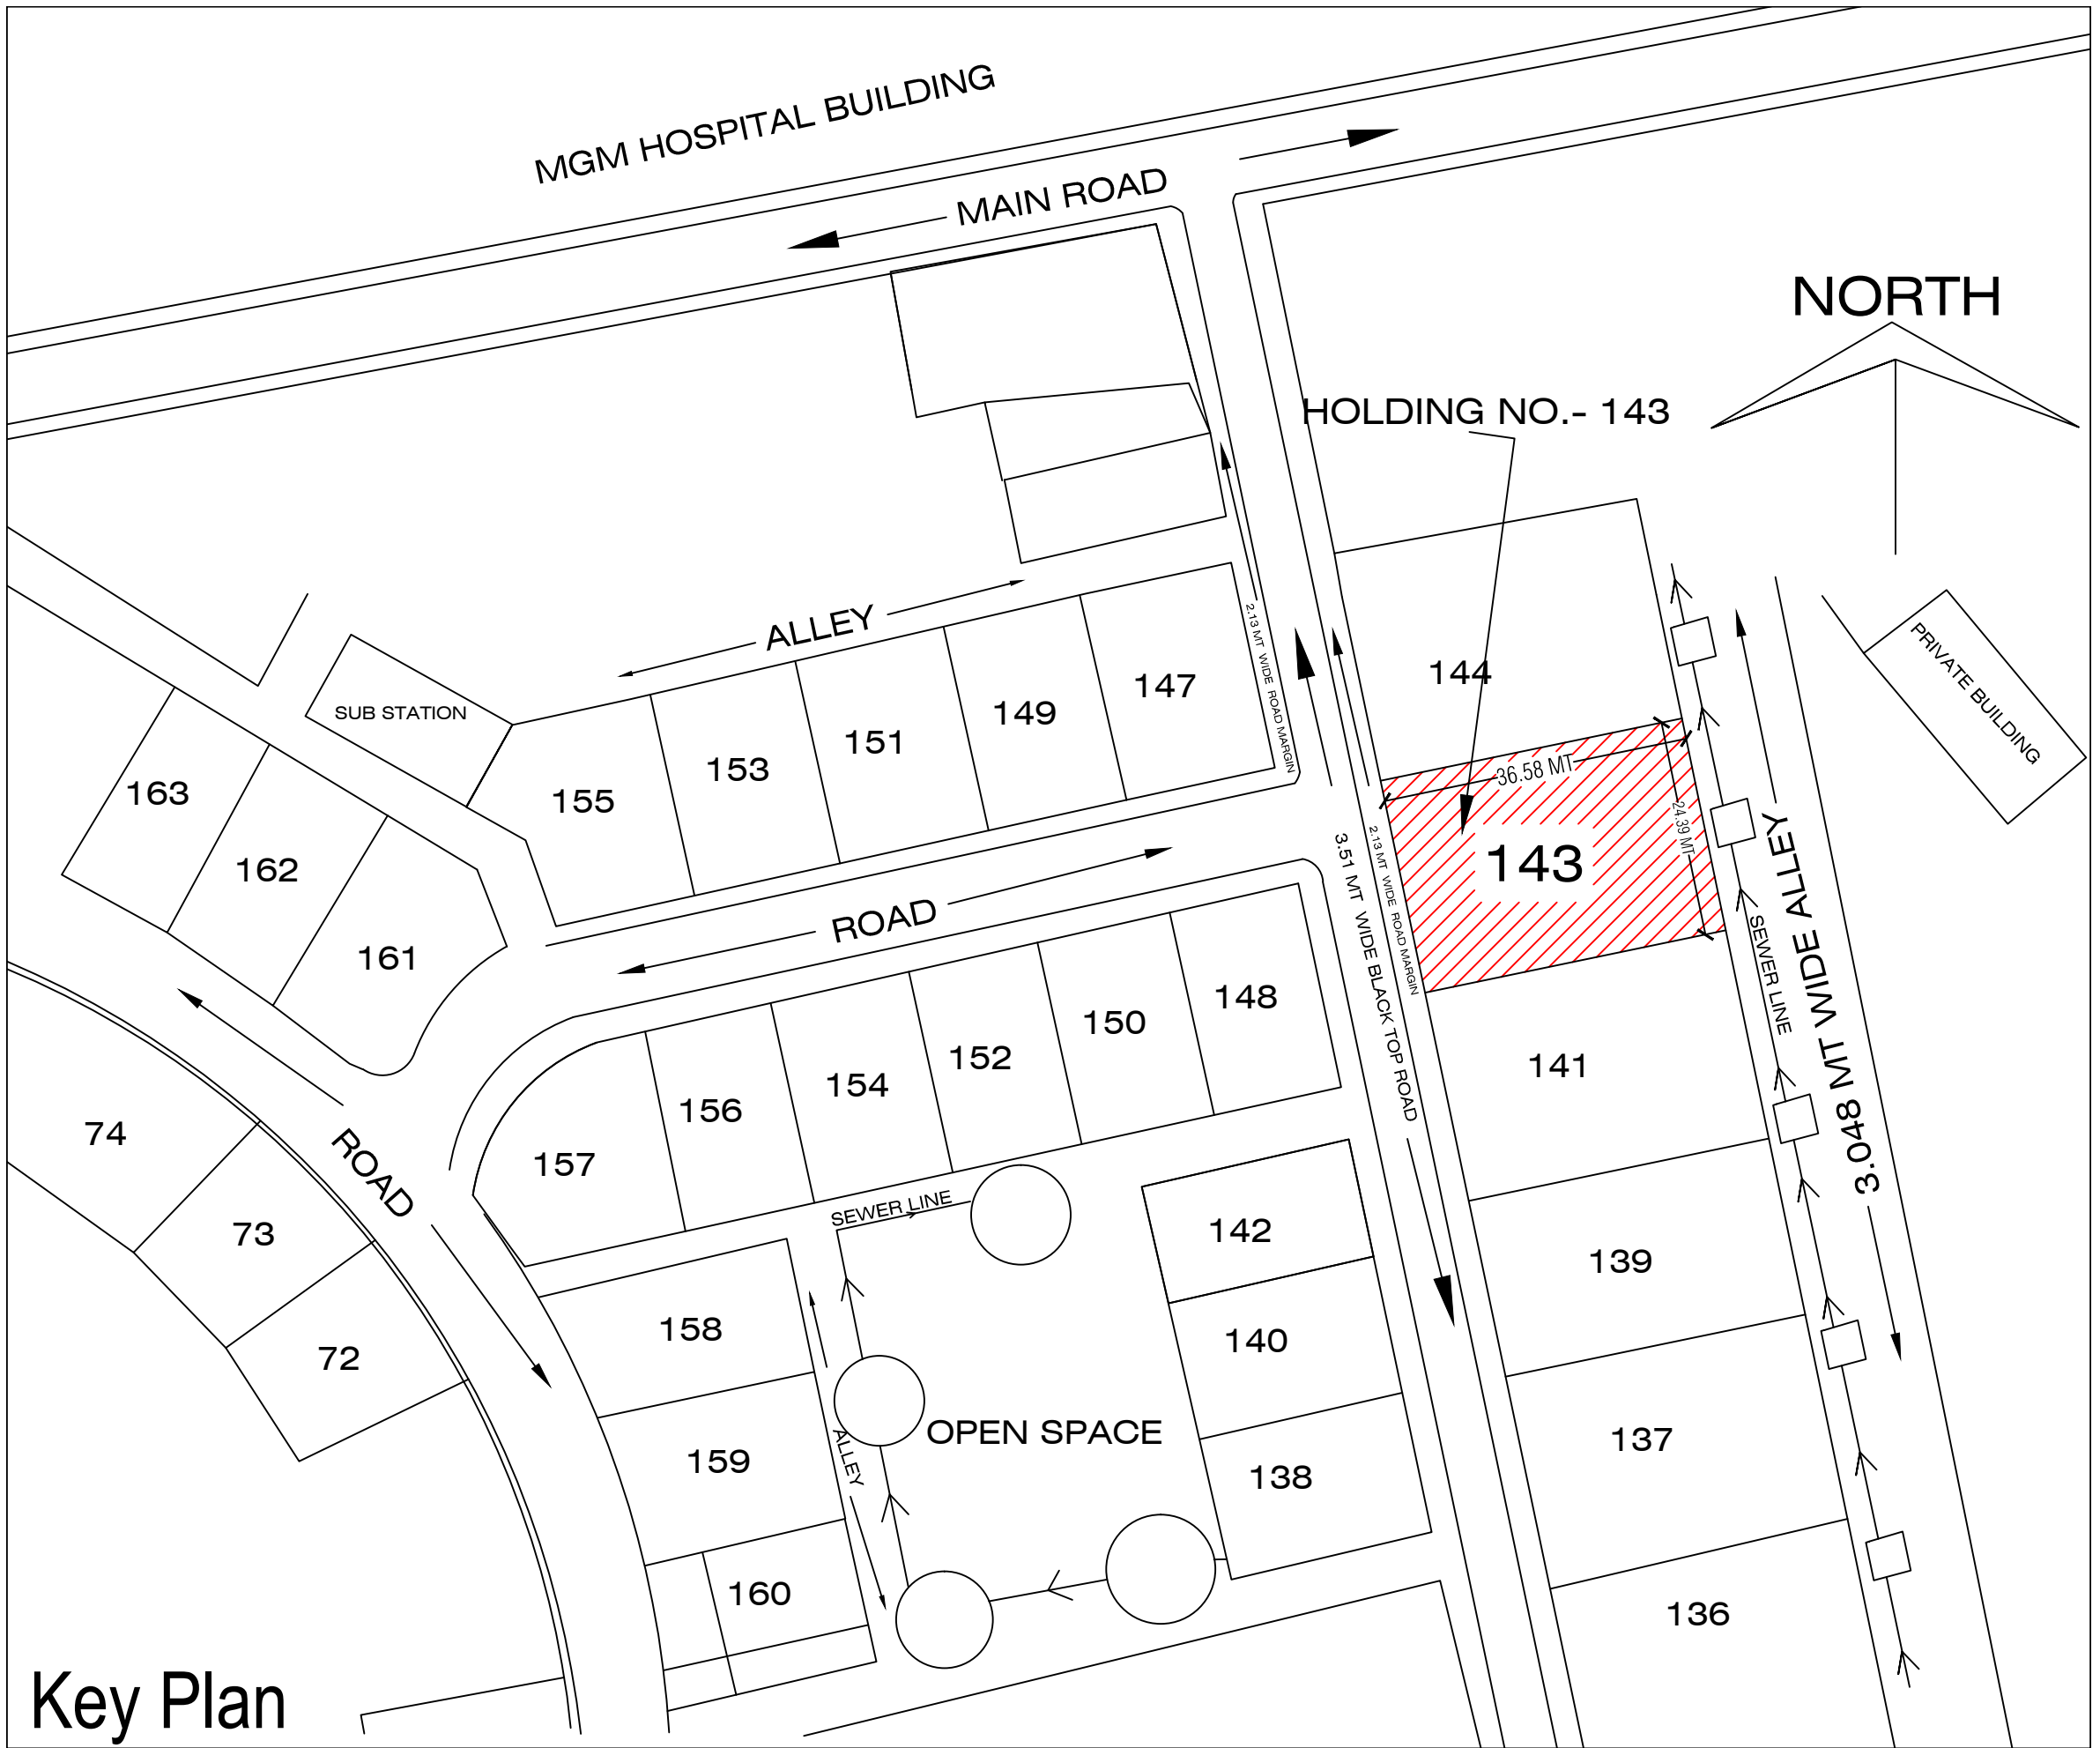 MGM HOSPITAL BUILDING
MAIN ROAD
NORTH
HOLDING NO.- 143
ALLEY
2.13 MT WIDE ROAD MARGIN
144
147
149
151
153
155
SUB STATION
163
162
161
PRIVATE BUILDING
36.58 MT
24.39 MT
143
3.51 MT WIDE BLACK TOP ROAD
2.13 MT WIDE ROAD MARGIN
SEWER LINE
3.048 MT WIDE ALLEY
ROAD
148
150
152
154
156
157
141
74
73
72
ROAD
SEWER LINE
142
139
158
140
159
ALLEY
OPEN SPACE
138
137
160
136
Key Plan